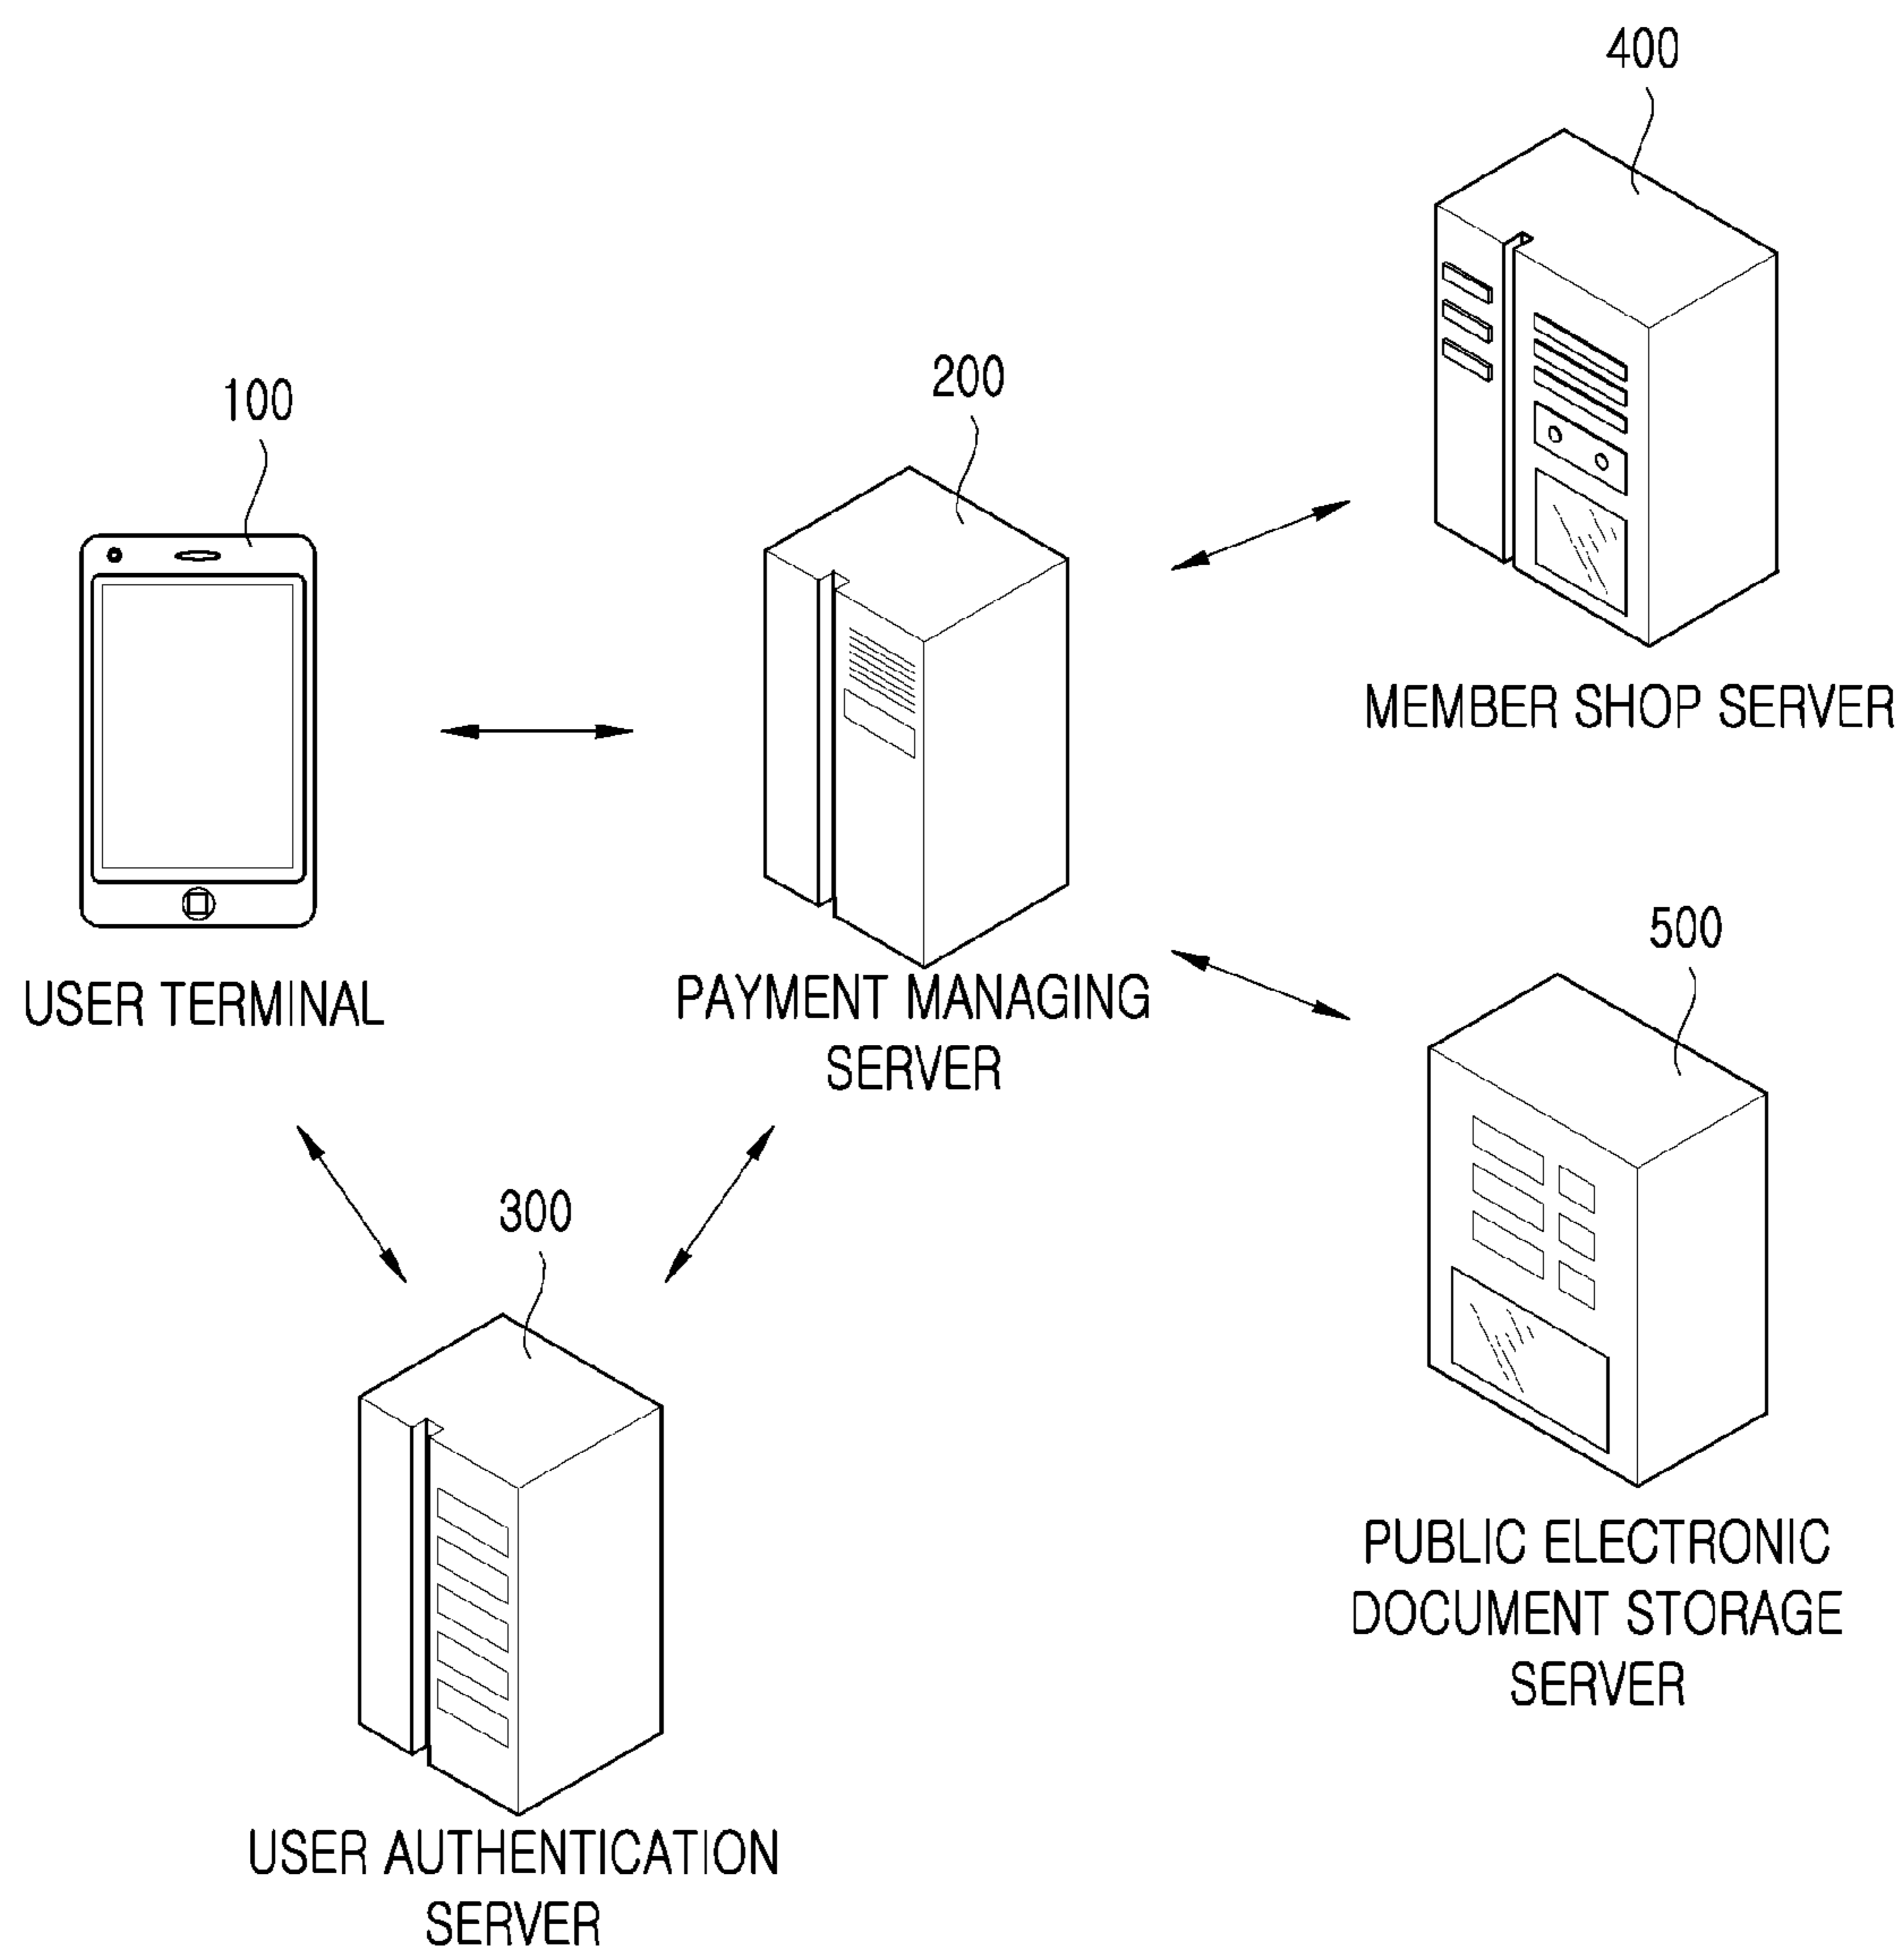 400
200
100
MEMBER SHOP SERVER
500
USER TERMINAL
PAYMENT MANAGING
SERVER
300
PUBLIC ELECTRONIC
DOCUMENT STORAGE
SERVER
USER AUTHENTICATION
SERVER